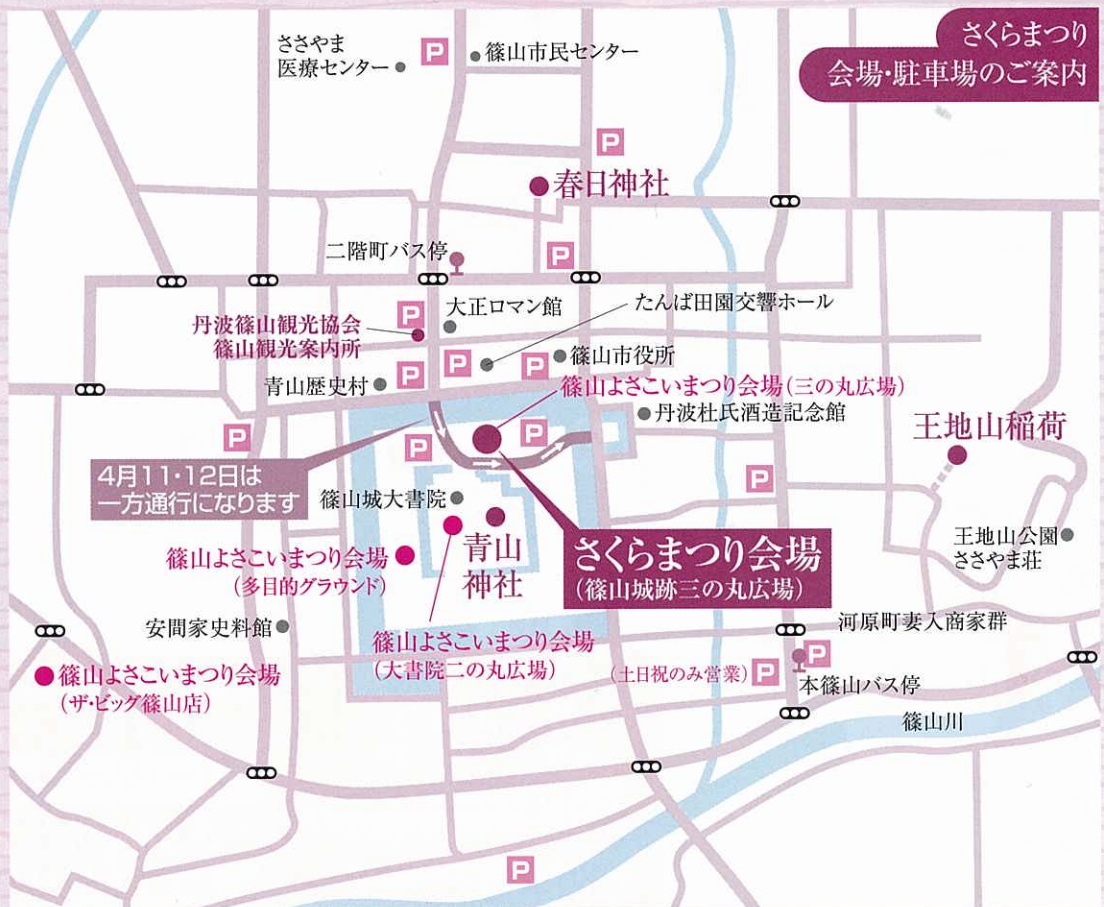 さくらまつり
会場・駐車場のご案内
ささやま
医療センター
P
篠山市民センター
P
春日神社
二階町バス停
P
大正ロマン館
たんば田園交響ホール
P
丹波篠山観光協会
篠山観光案内所
P
P
篠山市役所
青山歴史村
P
篠山よさこいまつり会場(三の丸広場)
丹波杜氏酒造記念館
王地山稲荷
P
P
P
4月11・12日は
一方通行になります
P
篠山城大書院
青山
神社
さくらまつり会場
(篠山城跡三の丸広場)
王地山公園
ささやま荘
篠山よさこいまつり会場
(多目的グラウンド)
安間家史料館
篠山よさこいまつり会場
(大書院二の丸広場)
河原町妻入商家群
篠山よさこいまつり会場
(ザ・ビッグ篠山店)
(土日祝のみ営業)
P
P
本篠山バス停
篠山川
P